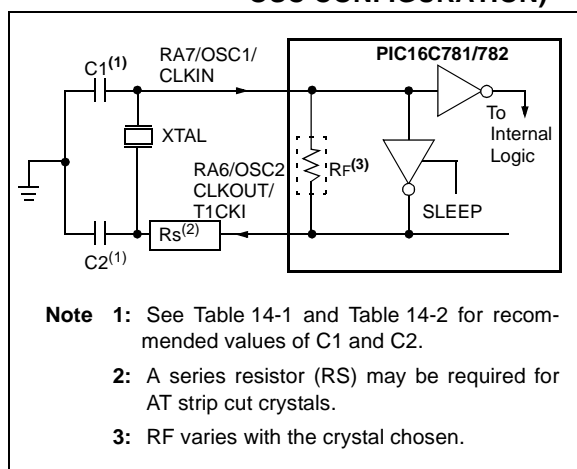 OSC CONFIGURATION)
C1(1)
RA7/OSC1/
CLKIN
PIC16C781/782
To
Internal
Logic
XTAL
RA6/OSC2
CLKOUT/
T1CKI
RF(3)
SLEEP
C2(1)
Rs(2)
Note 1: See Table 14-1 and Table 14-2 for recom-
mended values of C1 and C2.
2: A series resistor (RS) may be required for
AT strip cut crystals.
3: RF varies with the crystal chosen.